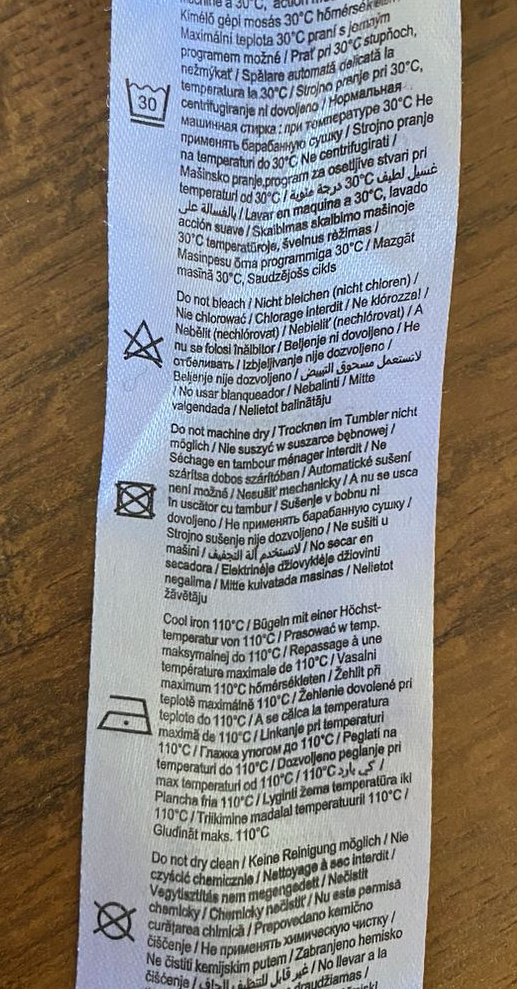 Kimélő gépi mosás 30°C
Maximální teplota 30°C praní s jemným
programem možné / Prať pri 30°C stupňoch,
nežmýkať / Spălare automată delicată la
temperatura la 30°C / Strojno pranje pri 30°C,
centrifugiranje ni dovoljeno / Нормальная
30
машинная стирка : при томпературе 30°C Не
применять барабанную сушку / Strojno pranje
na temperaturi do 30°C Ne centrifugirati /
Mašinsko pranje,program za osetljive stvari pri
temperaturi od 30°C / غسيل لطيف 30°C درجة مئوية
بالغسالة على / Lavar en maquina a 30°C, lavado
acción suave / Skalbimas skalbimo mašinoje
30°C temperatūroje, švelnus rėžimas /
Masinpesu õrna programmiga 30°C / Mazgāt
masīnā 30°C, Saudzējošs cikls
Do not bleach / Nicht bleichen (nicht chloren) /
Nie chlorować / Chlorage interdit / Ne klórozza! /
Nebělit (nechlórovat) / Nebieliť (nechlórovat) / A
nu se folosi înălbitor / Beljenje ni dovoljeno / Не
отбеливать / Izbjeljivanje nije dozvoljeno /
Beljenje nije dozvoljeno / لاتستعمل مسحوق التبييض
/ No usar blanqueador / Nebalinti / Mitte
valgendada / Nelietot balinātāju
Do not machine dry / Trocknen im Tumbler nicht
möglich / Nie suszyć w suszarce bębnowej /
Séchage en tambour ménager interdit / Ne
szárítsa dobos szárítóban / Automatické sušení
není možné / Nesušiť mechanicky / A nu se usca
în uscător cu tambur / Sušenje v bobnu ni
dovoljeno / Не применять барабанную сушку /
Strojno sušenje nije dozvoljeno / Ne sušiti u
mašini / لاتستخدم آلة التجفيف / No secar en
secadora / Elektrinėje džiovyklėje džiovinti
negalima / Mitte kuivatada masinas / Nelietot
žāvētāju
Cool iron 110°C / Bügeln mit einer Höchst-
temperatur von 110°C / Prasować w temp.
maksymalnej do 110°C / Repassage à une
température maximale de 110°C / Vasalni
maximum 110°C hőmérsékleten / Žehlit při
teplotě maximálně 110°C / Žehlenie dovolené pri
teplote do 110°C / A se călca la temperatura
maximă de 110°C / Linkanje pri temperaturi
110°C / Глажка утюгом до 110°C / Peglati na
temperaturi do 110°C / Dozvoljeno peglanje pri
max temperaturi od 110°C / 110°C كي بارد /
Plancha fria 110°C / Lyginti žema temperatūra iki
110°C / Triikimine madalal temperatuuril 110°C /
Gludināt maks. 110°C
Do not dry clean / Keine Reinigung möglich / Nie
czyścić chemicznie / Nettoyage à sec interdit /
Vegytisztítás nem megengedett / Nečistit
chemicky / Chemicky nečistiť / Nu este permisă
curățarea chimică / Prepovedano kemično
čiščenje / Не применять химическую чистку /
Ne čistiti kemijskim putem / Zabranjeno hemisko
čišćenje / غير قابل للتنظيف الجاف / No llevar a la
draudžiamas /